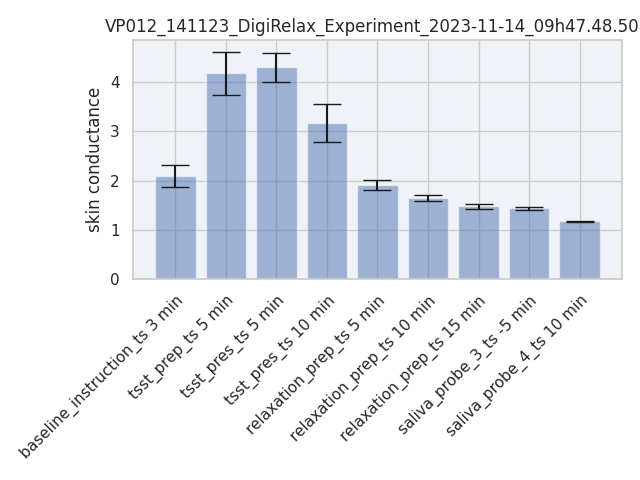 VP012_141123_DigiRelax_Experiment_2023-11-14_09h47.48.50
skin conductance
4
3
2
1
0
baseline_instruction_ts 3 min
tsst_prep_ts 5 min
tsst_pres_ts 5 min
tsst_pres_ts 10 min
relaxation_prep_ts 5 min
relaxation_prep_ts 10 min
relaxation_prep_ts 15 min
saliva_probe_3_ts -5 min
saliva_probe_4_ts 10 min